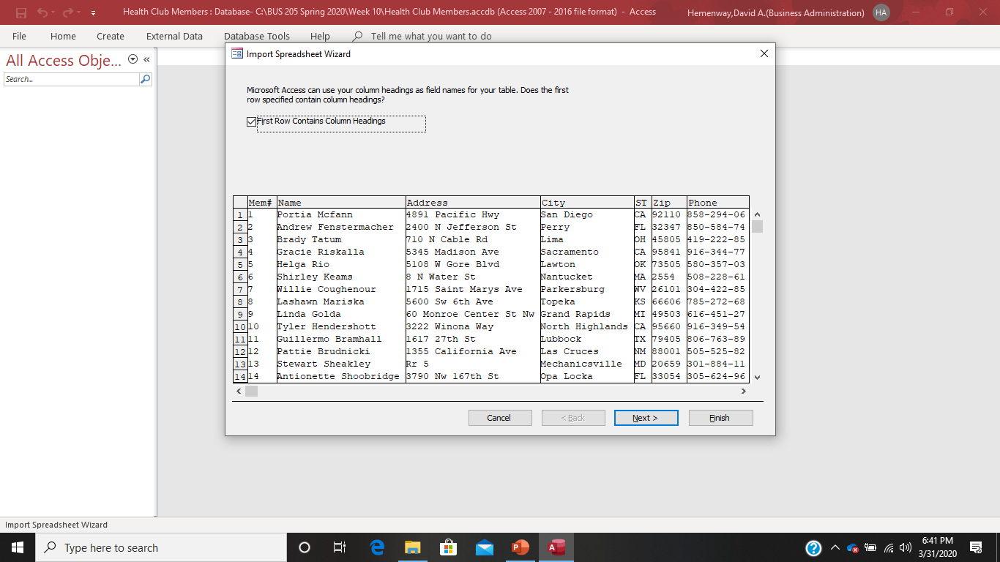 Health Club Members : Database- C:\BUS 205 Spring 2020\Week 10\Health Club Members.accdb (Access 2007 - 2016 file format) - Access
Hemenway,David A.(Business Administration) HA
File Home Create External Data Database Tools Help Tell me what you want to do
All Access Obje... «
Search...
Import Spreadsheet Wizard
Microsoft Access can use your column headings as field names for your table. Does the first
row specified contain column headings?
First Row Contains Column Headings
Mem# Name Address City ST Zip Phone
1 1 Portia Mcfann 4891 Pacific Hwy San Diego CA 92110 858-294-06
2 2 Andrew Fenstermacher 2400 N Jefferson St Perry FL 32347 850-584-74
3 3 Brady Tatum 710 N Cable Rd Lima OH 45805 419-222-85
4 4 Gracie Riskalla 5345 Madison Ave Sacramento CA 95841 916-344-77
5 5 Helga Rio 5108 W Gore Blvd Lawton OK 73505 580-357-03
6 6 Shirley Keams 8 N Water St Nantucket MA 2554 508-228-61
7 7 Willie Coughenour 1715 Saint Marys Ave Parkersburg WV 26101 304-422-85
8 8 Lashawn Mariska 5600 Sw 6th Ave Topeka KS 66606 785-272-68
9 9 Linda Golda 60 Monroe Center St Nw Grand Rapids MI 49503 616-451-27
10 10 Tyler Hendershott 3222 Winona Way North Highlands CA 95660 916-349-54
11 11 Guillermo Bramhall 1617 27th St Lubbock TX 79405 806-763-89
12 12 Pattie Brudnicki 1355 California Ave Las Cruces NM 88001 505-525-82
13 13 Stewart Sheakley Rr 5 Mechanicsville MD 20659 301-884-11
14 14 Antionette Shoobridge 3790 Nw 167th St Opa Locka FL 33054 305-624-96
Cancel < Back Next > Finish
Import Spreadsheet Wizard
Type here to search
6:41 PM
3/31/2020